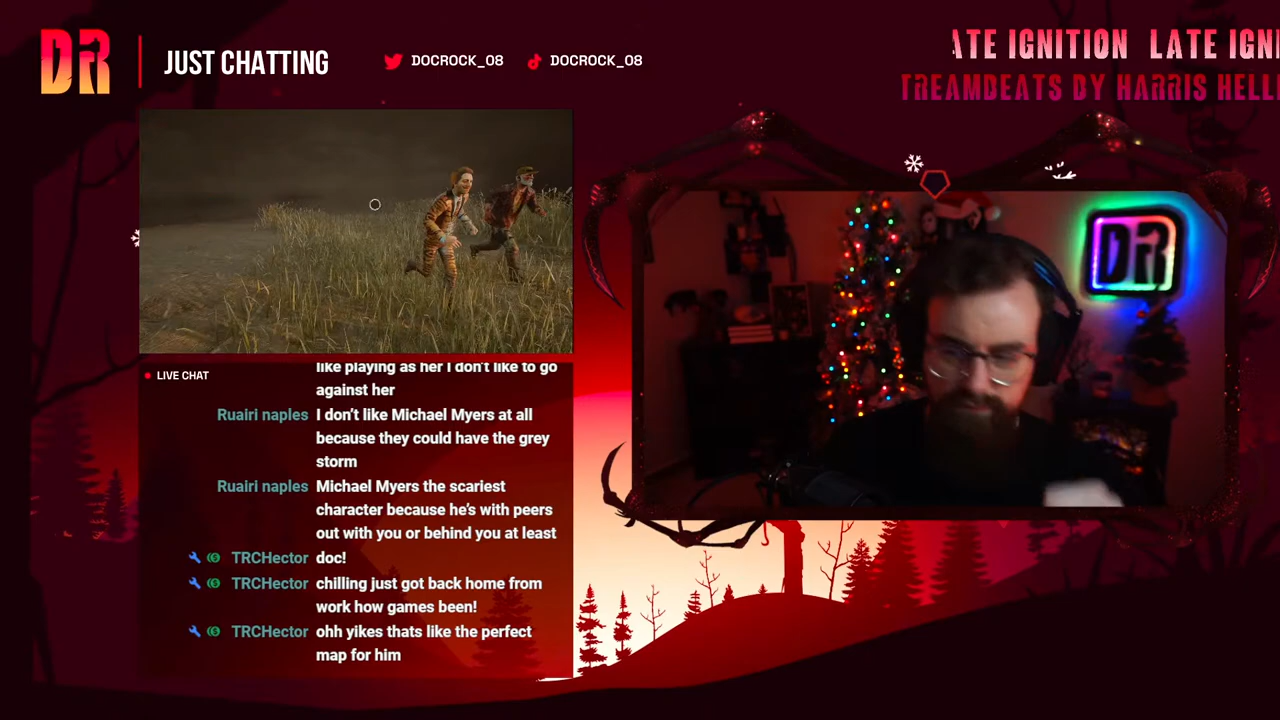 DR
JUST CHATTING
DOCROCK_08
DOCROCK_08
ATE IGNITION LATE IGNI
TREAMBEATS BY HARRIS HELL
DR
LIVE CHAT
like playing as her I don't like to go
against her
Ruairi naples I don't like Michael Myers at all
because they could have the grey
storm
Ruairi naples Michael Myers the scariest
character because he's with peers
out with you or behind you at least
TRCHector doc!
TRCHector chilling just got back home from
work how games been!
TRCHector ohh yikes thats like the perfect
map for him